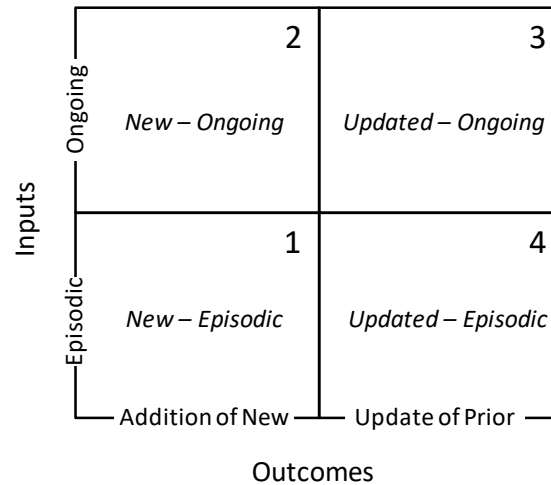 2
3
New – Ongoing
Updated – Ongoing
Ongoing
Inputs
1
4
New – Episodic
Updated – Episodic
Episodic
Addition of New
Update of Prior
Outcomes